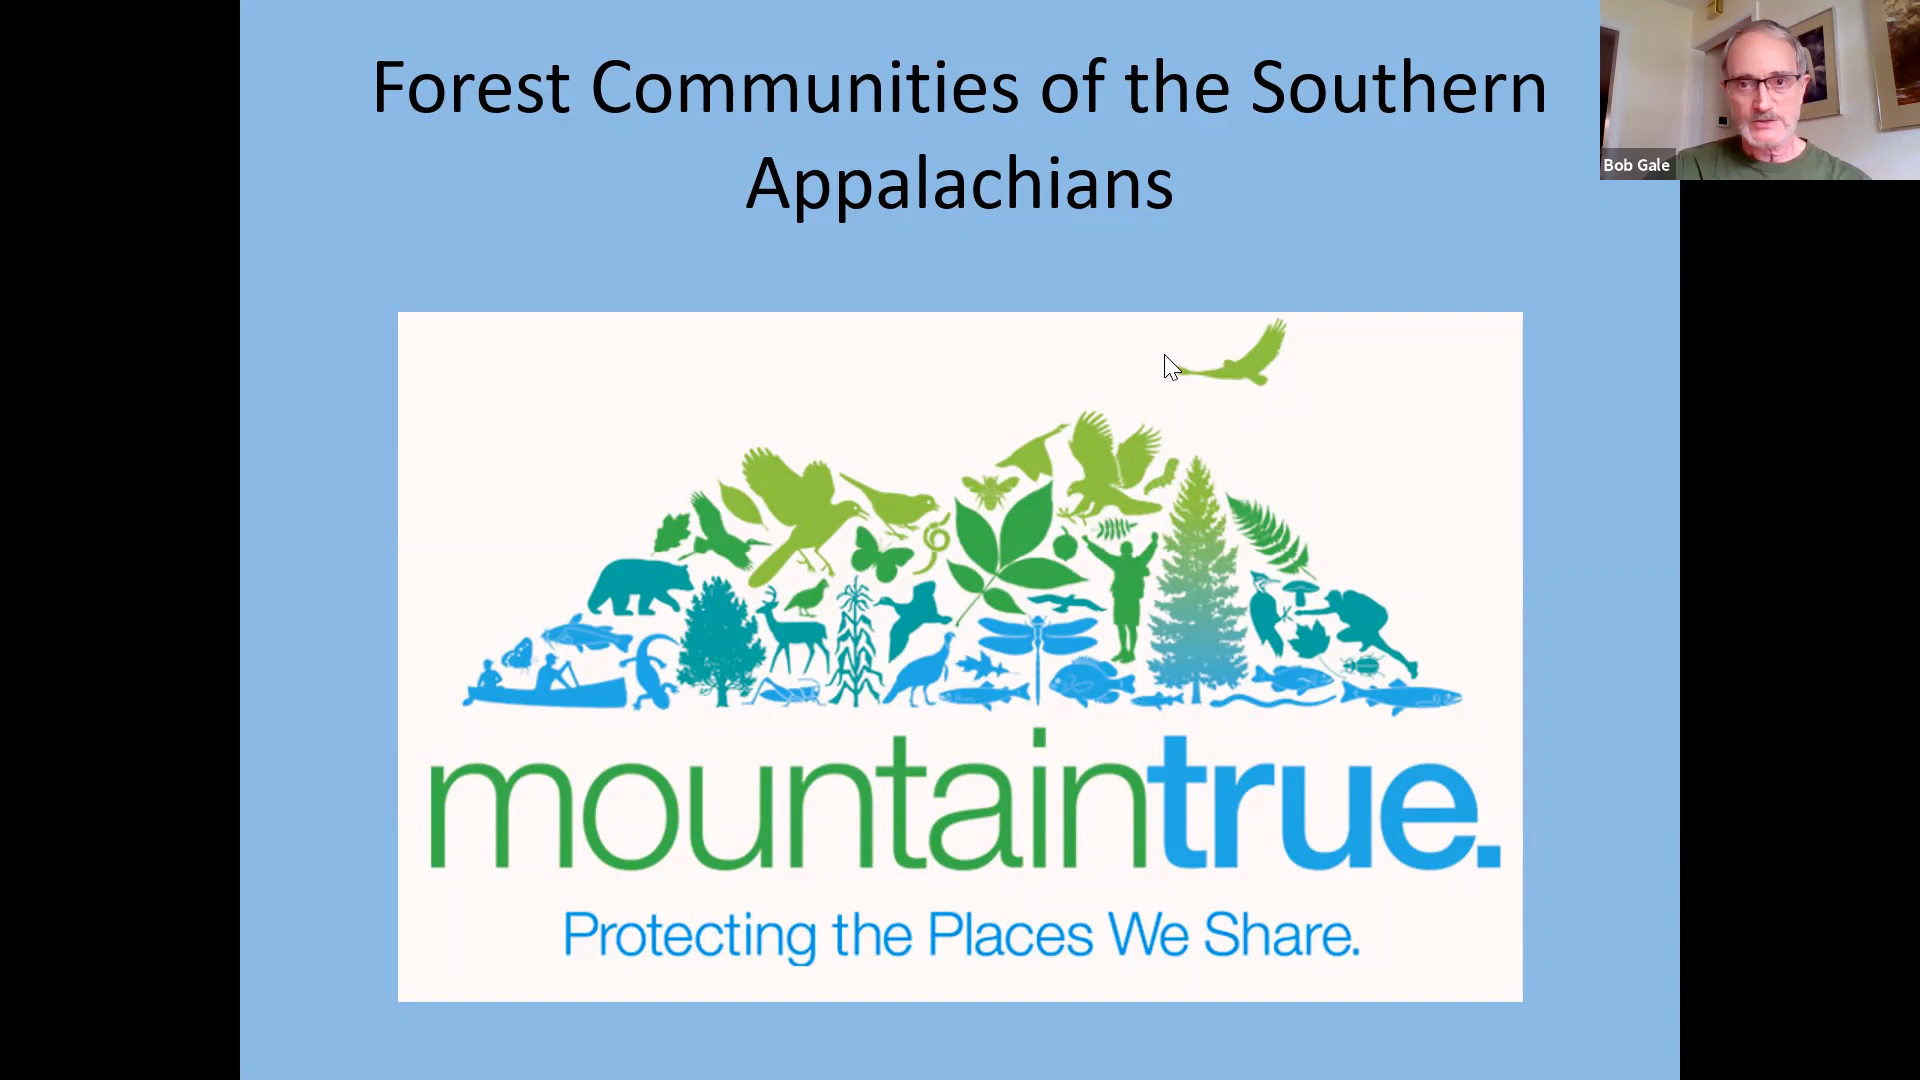 Forest Communities of the Southern
Appalachians
Bob Gale
mountaintrue.
Protecting the Places We Share.